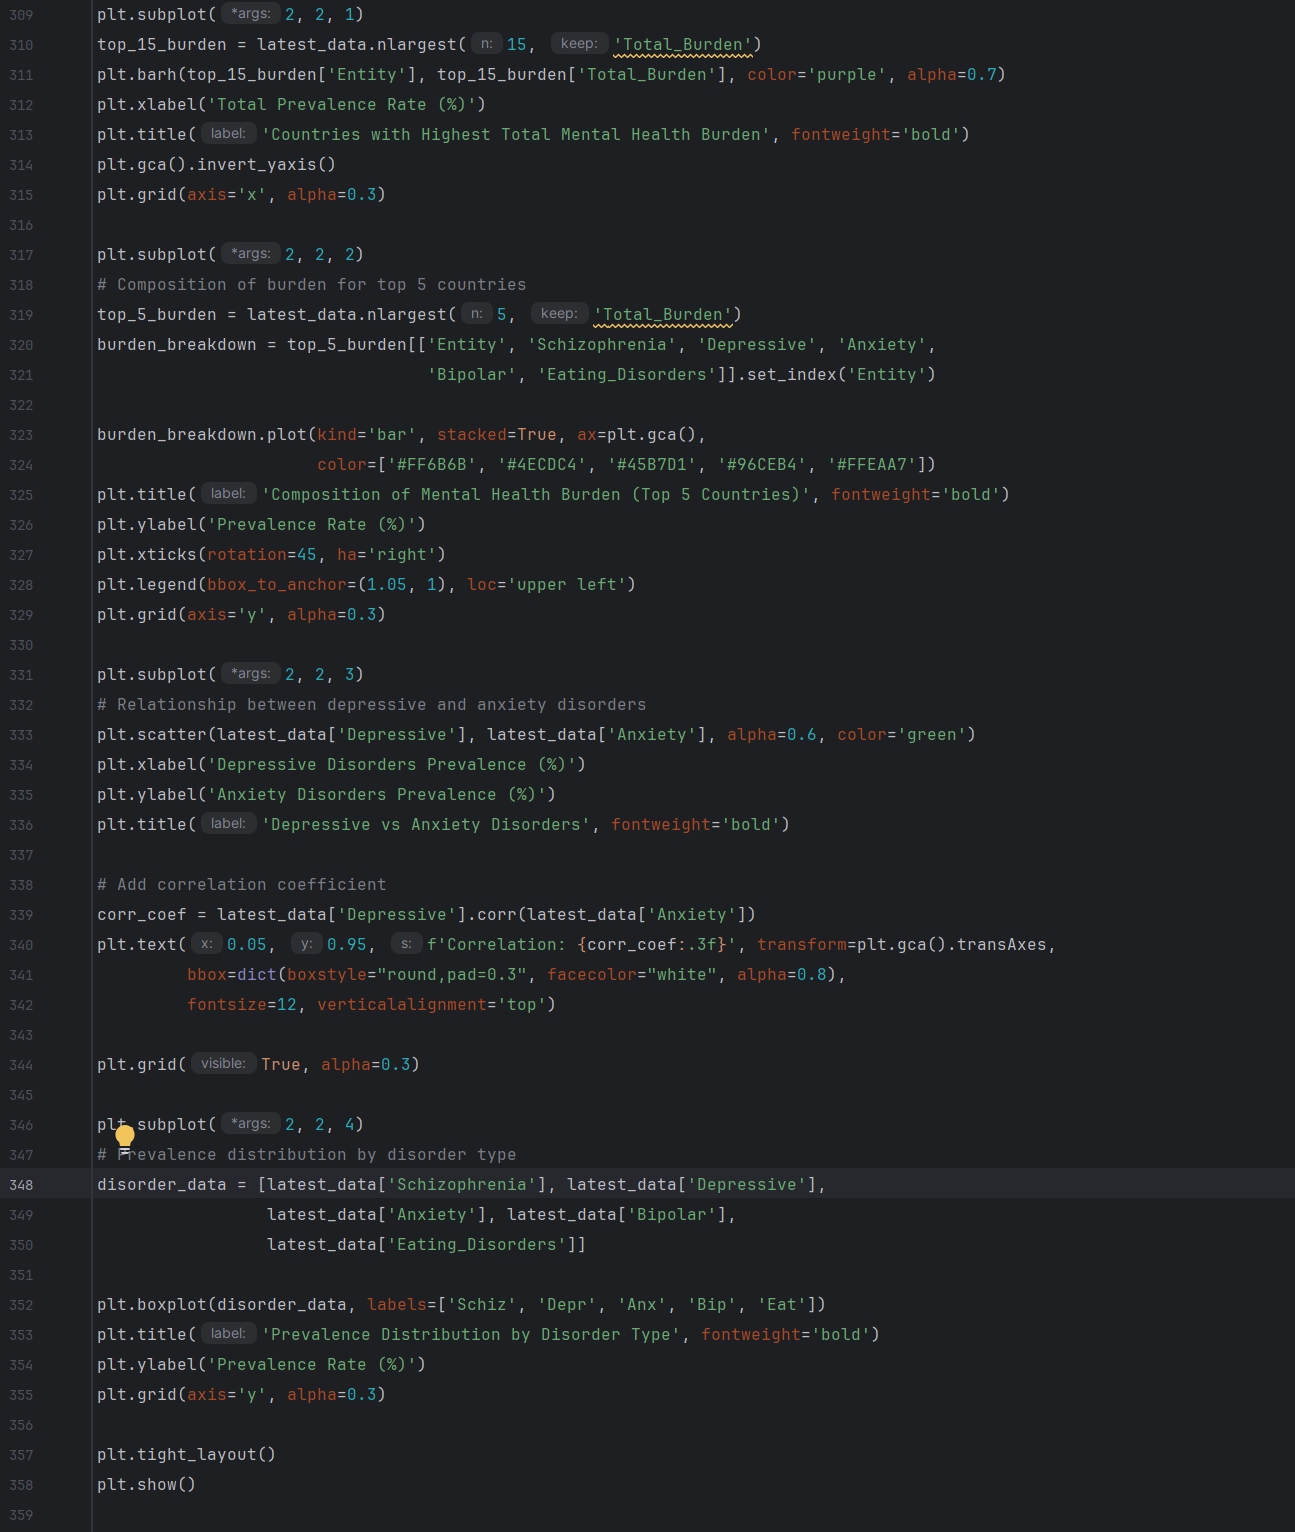 309 plt.subplot( *args: 2, 2, 1)
310 top_15_burden = latest_data.nlargest( n: 15, keep: 'Total_Burden')
311 plt.barh(top_15_burden['Entity'], top_15_burden['Total_Burden'], color='purple', alpha=0.7)
312 plt.xlabel('Total Prevalence Rate (%)')
313 plt.title( label: 'Countries with Highest Total Mental Health Burden', fontweight='bold')
314 plt.gca().invert_yaxis()
315 plt.grid(axis='x', alpha=0.3)
316
317 plt.subplot( *args: 2, 2, 2)
318 # Composition of burden for top 5 countries
319 top_5_burden = latest_data.nlargest( n: 5, keep: 'Total_Burden')
320 burden_breakdown = top_5_burden[['Entity', 'Schizophrenia', 'Depressive', 'Anxiety',
321 'Bipolar', 'Eating_Disorders']].set_index('Entity')
322
323 burden_breakdown.plot(kind='bar', stacked=True, ax=plt.gca(),
324 color=['#FF6B6B', '#4ECDC4', '#45B7D1', '#96CEB4', '#FFEAA7'])
325 plt.title( label: 'Composition of Mental Health Burden (Top 5 Countries)', fontweight='bold')
326 plt.ylabel('Prevalence Rate (%)')
327 plt.xticks(rotation=45, ha='right')
328 plt.legend(bbox_to_anchor=(1.05, 1), loc='upper left')
329 plt.grid(axis='y', alpha=0.3)
330
331 plt.subplot( *args: 2, 2, 3)
332 # Relationship between depressive and anxiety disorders
333 plt.scatter(latest_data['Depressive'], latest_data['Anxiety'], alpha=0.6, color='green')
334 plt.xlabel('Depressive Disorders Prevalence (%)')
335 plt.ylabel('Anxiety Disorders Prevalence (%)')
336 plt.title( label: 'Depressive vs Anxiety Disorders', fontweight='bold')
337
338 # Add correlation coefficient
339 corr_coef = latest_data['Depressive'].corr(latest_data['Anxiety'])
340 plt.text( x: 0.05, y: 0.95, s: f'Correlation: {corr_coef:.3f}', transform=plt.gca().transAxes,
341 bbox=dict(boxstyle="round,pad=0.3", facecolor="white", alpha=0.8),
342 fontsize=12, verticalalignment='top')
343
344 plt.grid( visible: True, alpha=0.3)
345
346 plt.subplot( *args: 2, 2, 4)
347 # Prevalence distribution by disorder type
348 disorder_data = [latest_data['Schizophrenia'], latest_data['Depressive'],
349 latest_data['Anxiety'], latest_data['Bipolar'],
350 latest_data['Eating_Disorders']]
351
352 plt.boxplot(disorder_data, labels=['Schiz', 'Depr', 'Anx', 'Bip', 'Eat'])
353 plt.title( label: 'Prevalence Distribution by Disorder Type', fontweight='bold')
354 plt.ylabel('Prevalence Rate (%)')
355 plt.grid(axis='y', alpha=0.3)
356
357 plt.tight_layout()
358 plt.show()
359